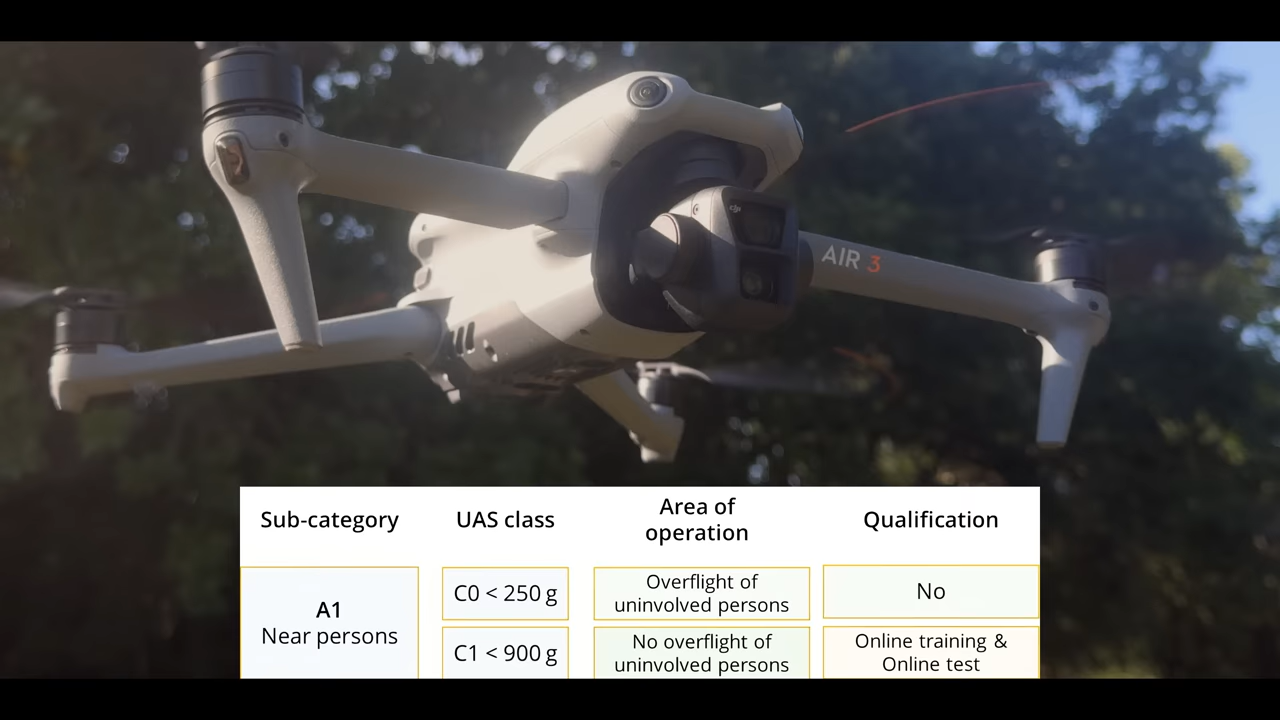 dji
AIR 3
Sub-category
UAS class
Area of
operation
Qualification
A1
Near persons
C0 < 250 g
Overflight of
uninvolved persons
No
C1 < 900 g
No overflight of
uninvolved persons
Online training &
Online test